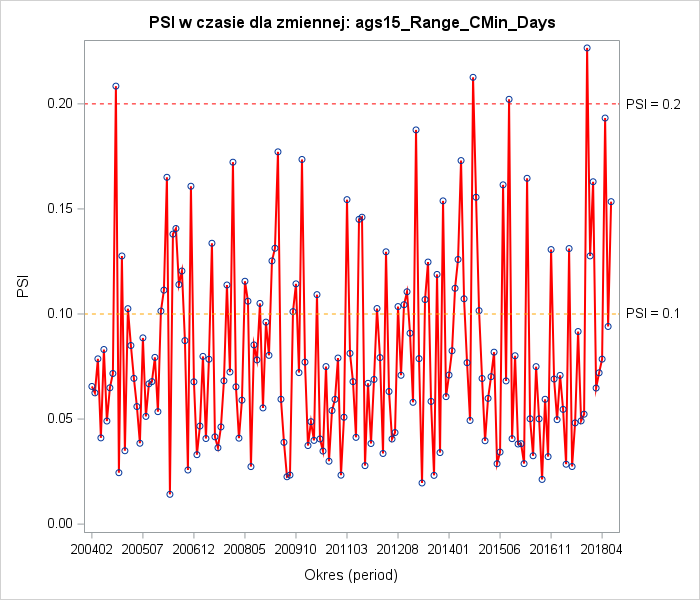 PSI w czasie dla zmiennej: ags15_Range_CMin_Days
PSI
0.20
0.15
0.10
0.05
0.00
PSI = 0.2
PSI = 0.1
200402 200507 200612 200805 200910 201103 201208 201401 201506 201611 201804
Okres (period)